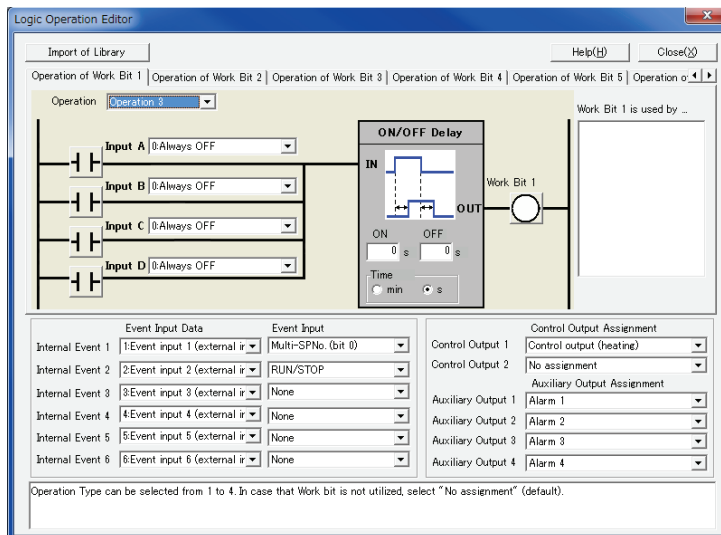 Logic Operation Editor
Import of Library
Help(H)
Close(X)
Operation of Work Bit 1
Operation of Work Bit 2
Operation of Work Bit 3
Operation of Work Bit 4
Operation of Work Bit 5
Operation o
Operation Operation 3
Work Bit 1 is used by ...
Input A 0:Always OFF
Input B 0:Always OFF
Input C 0:Always OFF
Input D 0:Always OFF
ON/OFF Delay
IN
OUT
Work Bit 1
ON OFF
0 s 0 s
Time
min s
Event Input Data Event Input
Internal Event 1 1:Event input 1 (external ir Multi-SPNo. (bit 0)
Internal Event 2 2:Event input 2 (external ir RUN/STOP
Internal Event 3 3:Event input 3 (external ir None
Internal Event 4 4:Event input 4 (external ir None
Internal Event 5 5:Event input 5 (external ir None
Internal Event 6 6:Event input 6 (external ir None
Control Output Assignment
Control Output 1 Control output (heating)
Control Output 2 No assignment
Auxiliary Output Assignment
Auxiliary Output 1 Alarm 1
Auxiliary Output 2 Alarm 2
Auxiliary Output 3 Alarm 3
Auxiliary Output 4 Alarm 4
Operation Type can be selected from 1 to 4. In case that Work bit is not utilized, select "No assignment" (default).